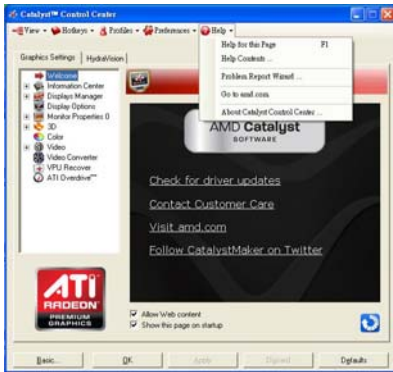 Catalyst™ Control Center
View Hotkeys Profiles Preferences Help
Help for this Page F1
Help Contents ...
Problem Report Wizard ...
Go to amd.com
About Catalyst Control Center ...
Graphics Settings HydraVision
Welcome
Information Center
Displays Manager
Display Options
Monitor Properties 0
3D
Color
Video
Video Converter
VPU Recover
ATI Overdrive™
AMD Catalyst
SOFTWARE
Check for driver updates
Contact Customer Care
Visit amd.com
Follow CatalystMaker on Twitter
ATI
RADEON
PREMIUM
GRAPHICS
Allow Web content
Show this page on startup
Basic... OK Apply Discard Defaults